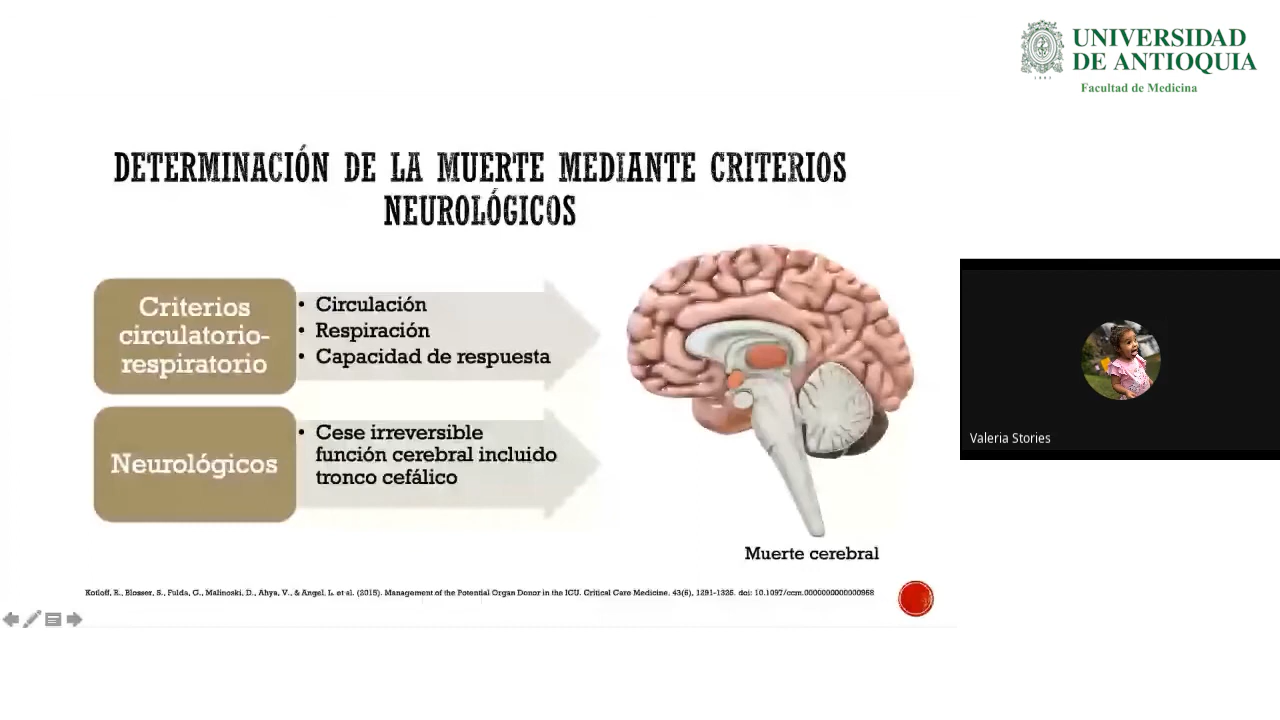 UNIVERSIDAD
DE ANTIOQUIA
Facultad de Medicina
DETERMINACIÓN DE LA MUERTE MEDIANTE CRITERIOS
NEUROLÓGICOS
Criterios
circulatorio-
respiratorio
• Circulación
• Respiración
• Capacidad de respuesta
Neurológicos
• Cese irreversible
función cerebral incluido
tronco cefálico
Muerte cerebral
Kotloff, R., Blosser, S., Fulda, G., Malinoski, D., Ahya, V., & Angel, L. et al. (2015). Management of the Potential Organ Donor in the ICU. Critical Care Medicine, 43(6), 1291-1325. doi: 10.1097/ccm.0000000000000958
Valeria Stories